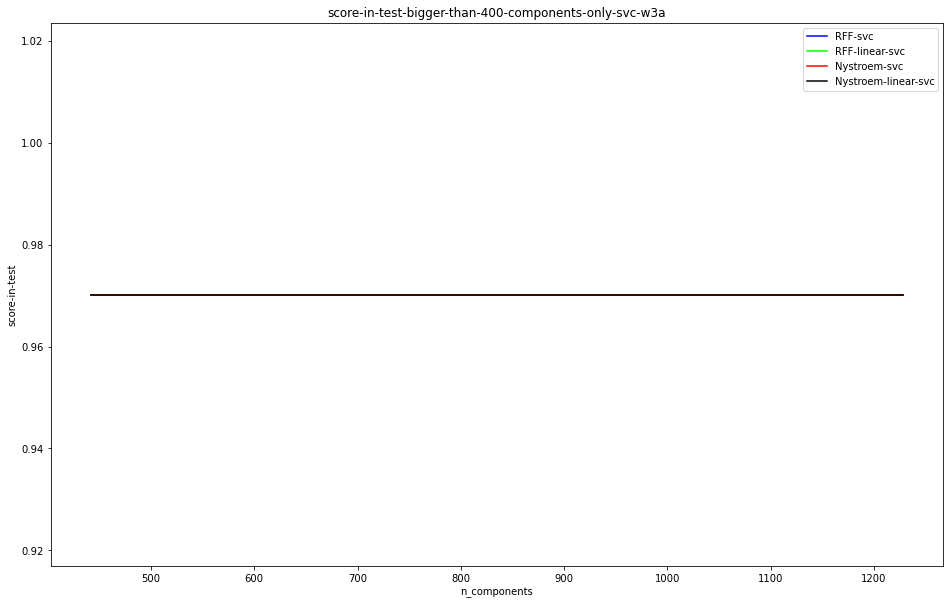 score-in-test-bigger-than-400-components-only-svc-w3a
RFF-svc
RFF-linear-svc
Nystroem-svc
Nystroem-linear-svc
1.02
1.00
0.98
0.96
0.94
0.92
score-in-test
500 600 700 800 900 1000 1100 1200
n_components